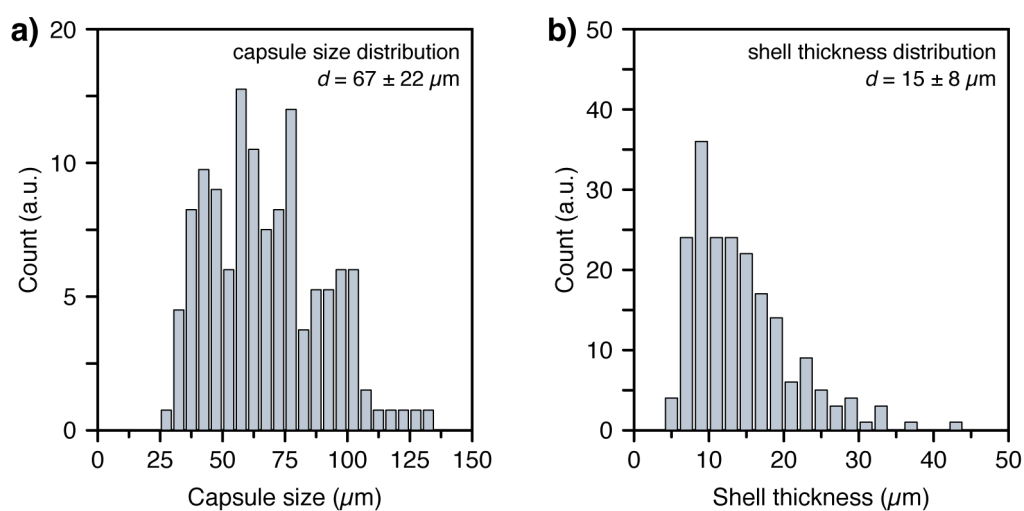 a)
capsule size distribution
d = 67 ± 22 µm
20
10
5
0
Count (a.u.)
0 25 50 75 100 125 150
Capsule size (µm)
b)
shell thickness distribution
d = 15 ± 8 µm
50
40
30
20
10
0
Count (a.u.)
0 10 20 30 40 50
Shell thickness (µm)